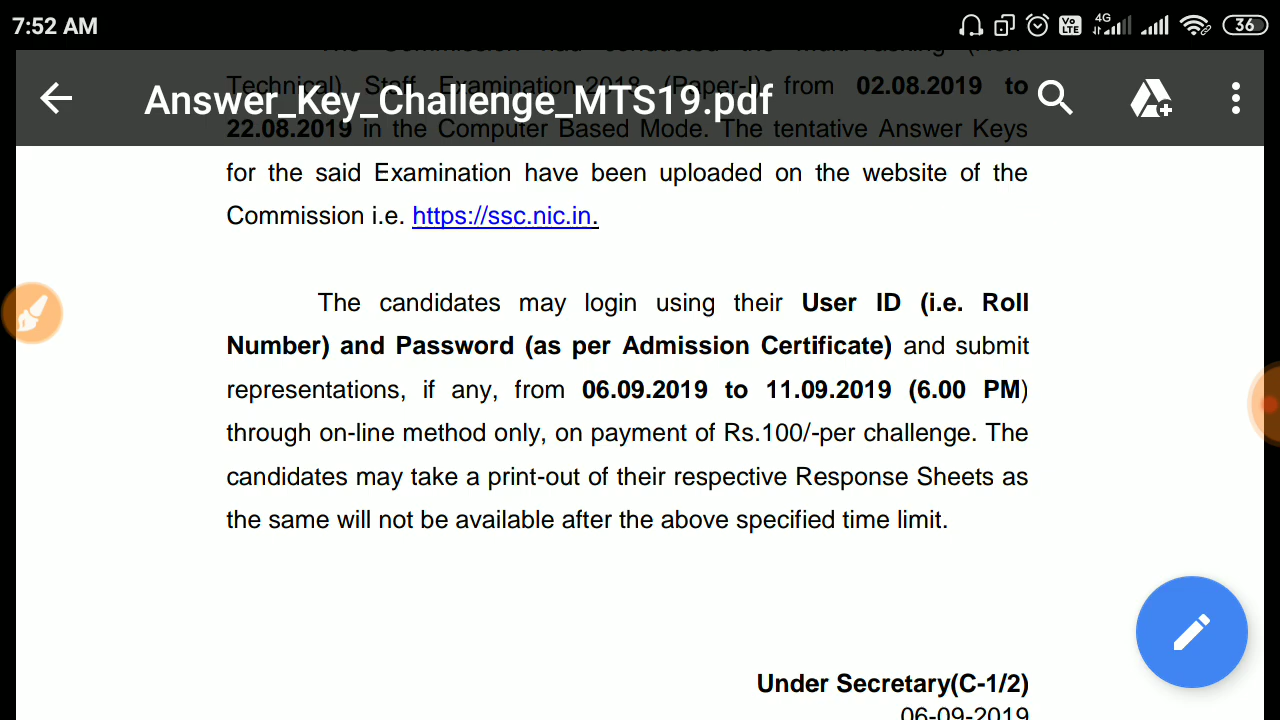 7:52 AM
4G
Vo
LTE
36
Answer_Key_Challenge_MTS19.pdf
Technical) Staff Examination-2018 (Paper-I) from 02.08.2019 to
22.08.2019 in the Computer Based Mode. The tentative Answer Keys
for the said Examination have been uploaded on the website of the
Commission i.e. https://ssc.nic.in.
The candidates may login using their User ID (i.e. Roll
Number) and Password (as per Admission Certificate) and submit
representations, if any, from 06.09.2019 to 11.09.2019 (6.00 PM)
through on-line method only, on payment of Rs.100/-per challenge. The
candidates may take a print-out of their respective Response Sheets as
the same will not be available after the above specified time limit.
Under Secretary(C-1/2)
06-09-2019